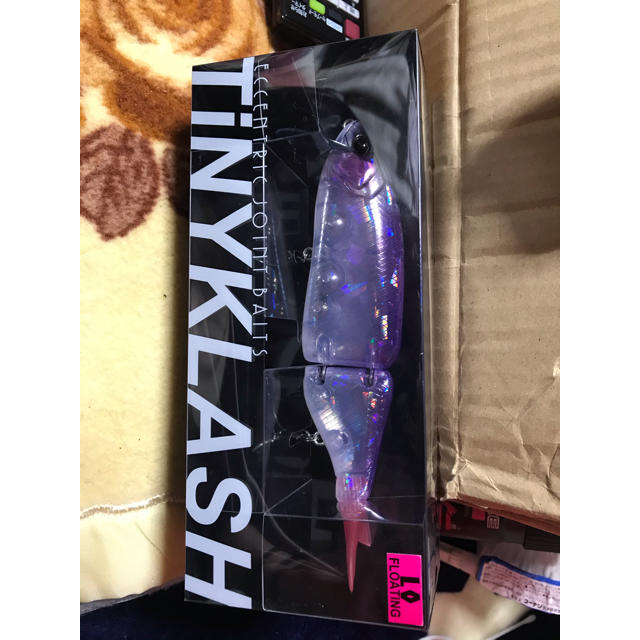 ECCENTRIC JOINT BAITS
TiNYKLASH
LO
FLOATING